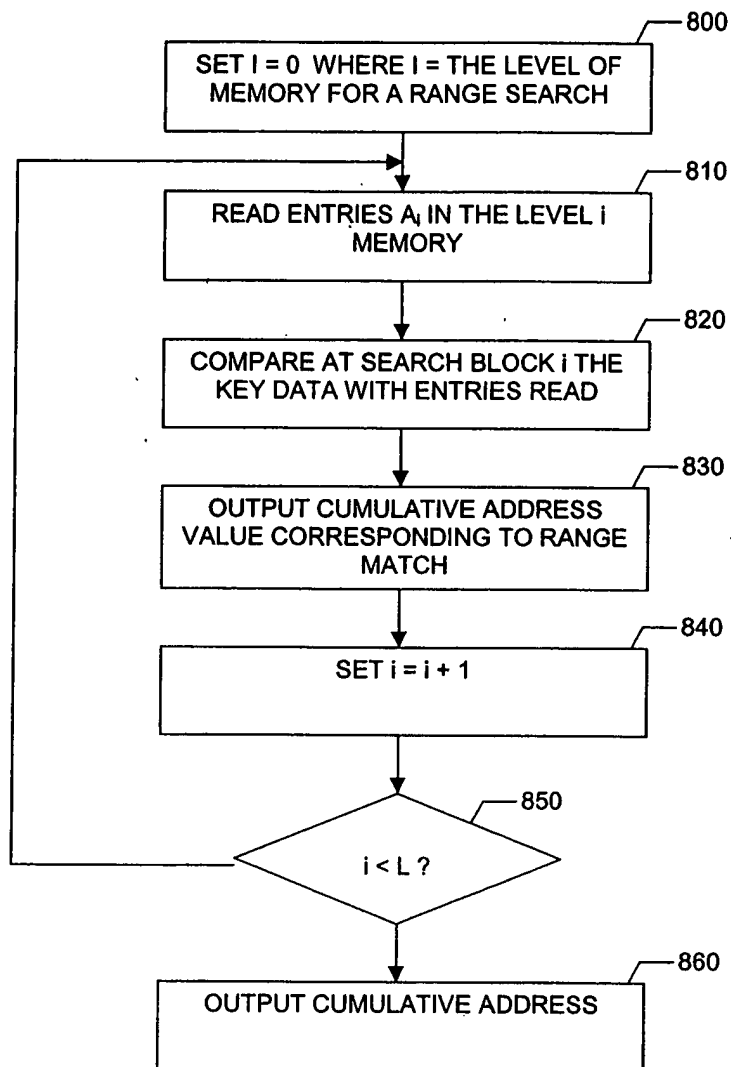 800
SET I = 0 WHERE I = THE LEVEL OF
MEMORY FOR A RANGE SEARCH
810
READ ENTRIES Ai IN THE LEVEL i
MEMORY
820
COMPARE AT SEARCH BLOCK i THE
KEY DATA WITH ENTRIES READ
830
OUTPUT CUMULATIVE ADDRESS
VALUE CORRESPONDING TO RANGE
MATCH
840
SET i = i + 1
850
i < L ?
860
OUTPUT CUMULATIVE ADDRESS